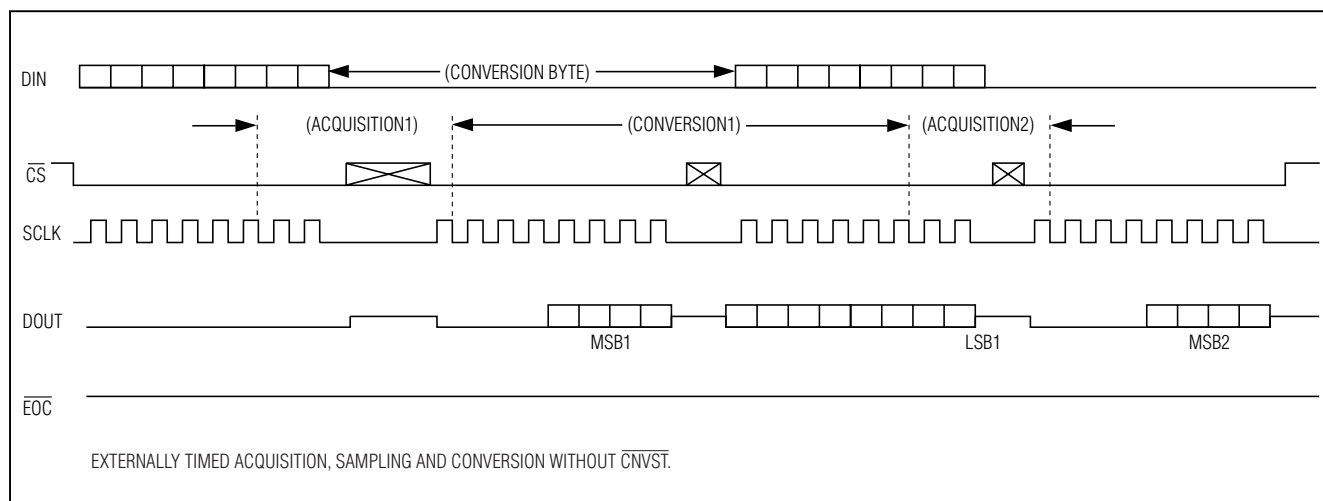 DIN
(CONVERSION BYTE)
(ACQUISITION1)
(CONVERSION1)
(ACQUISITION2)
CS
SCLK
DOUT
MSB1
LSB1
MSB2
EOC
EXTERNALLY TIMED ACQUISITION, SAMPLING AND CONVERSION WITHOUT CNVST.